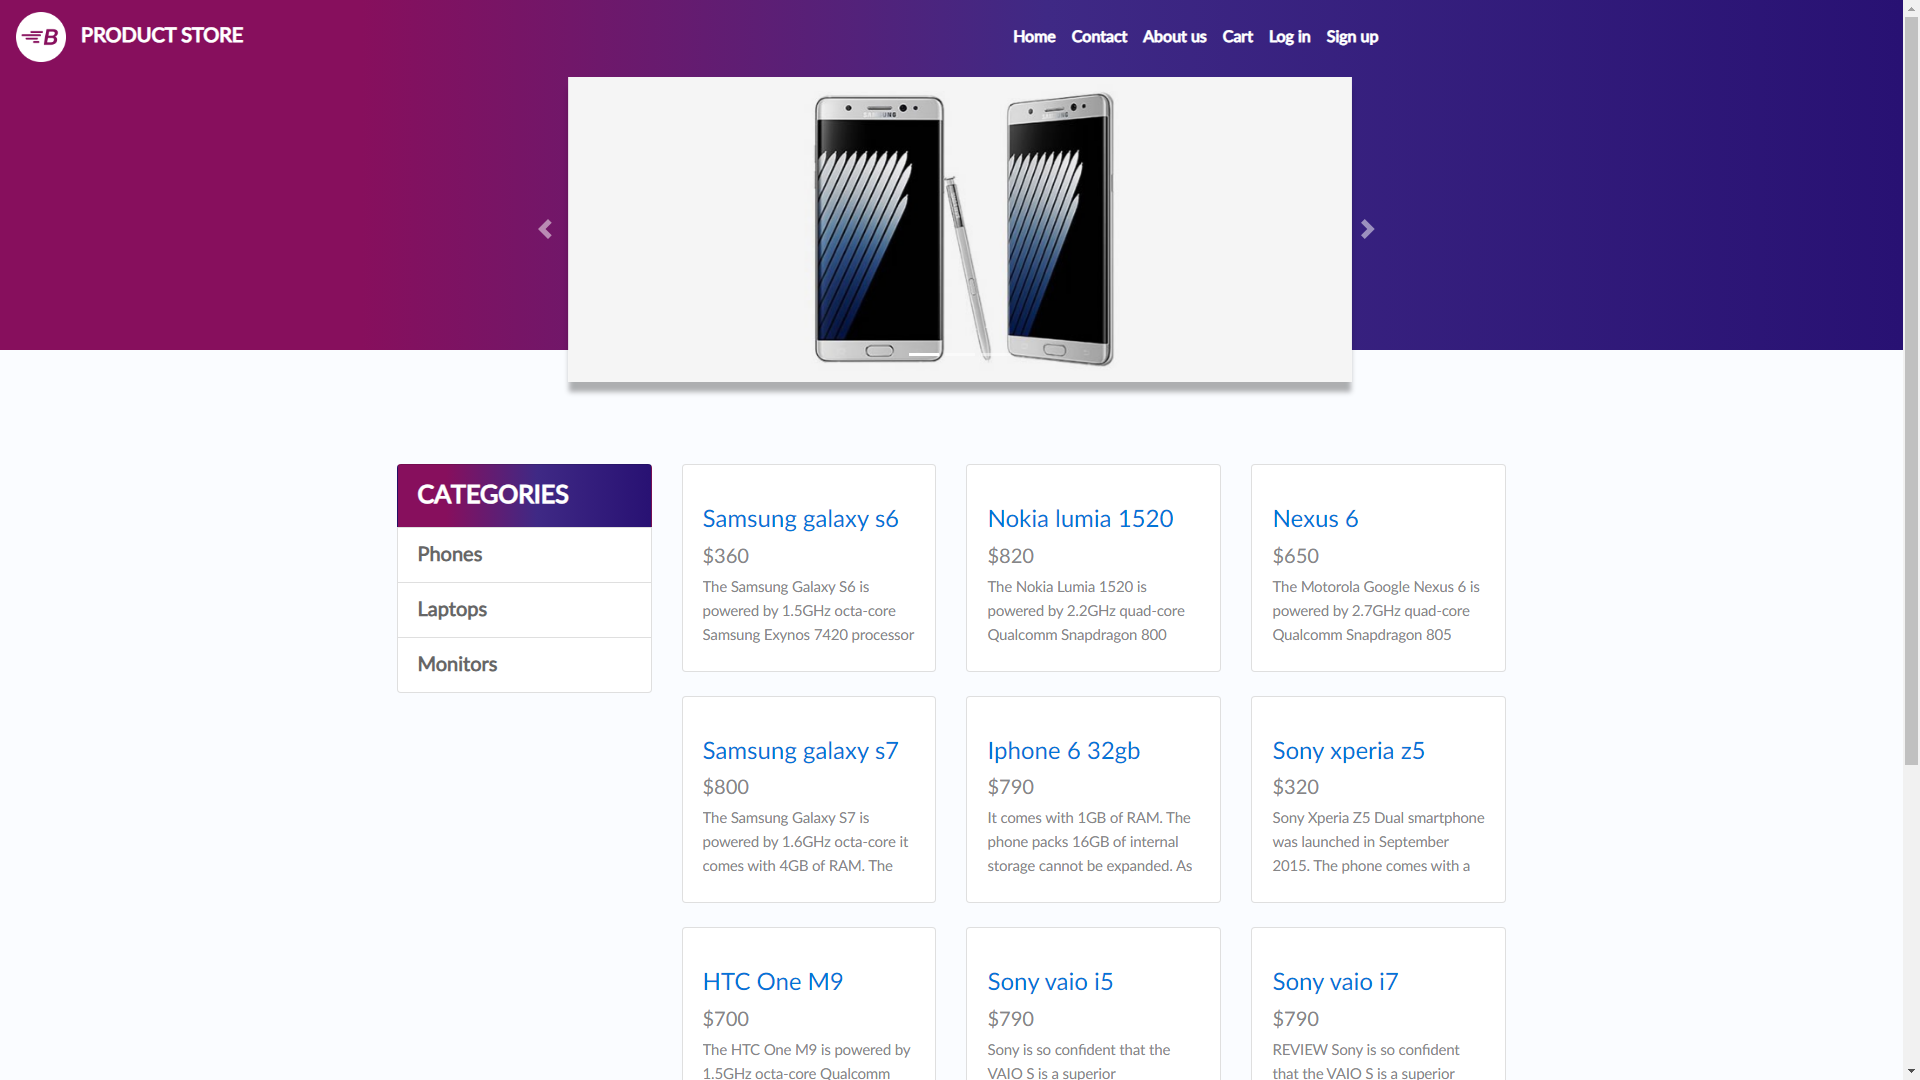 B PRODUCT STORE
Home Contact About us Cart Log in Sign up
SAMSUNG SAMSUNG
CATEGORIES
Phones
Laptops
Monitors
Samsung galaxy s6
$360
The Samsung Galaxy S6 is
powered by 1.5GHz octa-core
Samsung Exynos 7420 processor
Nokia lumia 1520
$820
The Nokia Lumia 1520 is
powered by 2.2GHz quad-core
Qualcomm Snapdragon 800
Nexus 6
$650
The Motorola Google Nexus 6 is
powered by 2.7GHz quad-core
Qualcomm Snapdragon 805
Samsung galaxy s7
$800
The Samsung Galaxy S7 is
powered by 1.6GHz octa-core it
comes with 4GB of RAM. The
Iphone 6 32gb
$790
It comes with 1GB of RAM. The
phone packs 16GB of internal
storage cannot be expanded. As
Sony xperia z5
$320
Sony Xperia Z5 Dual smartphone
was launched in September
2015. The phone comes with a
HTC One M9
$700
The HTC One M9 is powered by
1.5GHz octa-core Qualcomm
Sony vaio i5
$790
Sony is so confident that the
VAIO S is a superior
Sony vaio i7
$790
REVIEW Sony is so confident
that the VAIO S is a superior